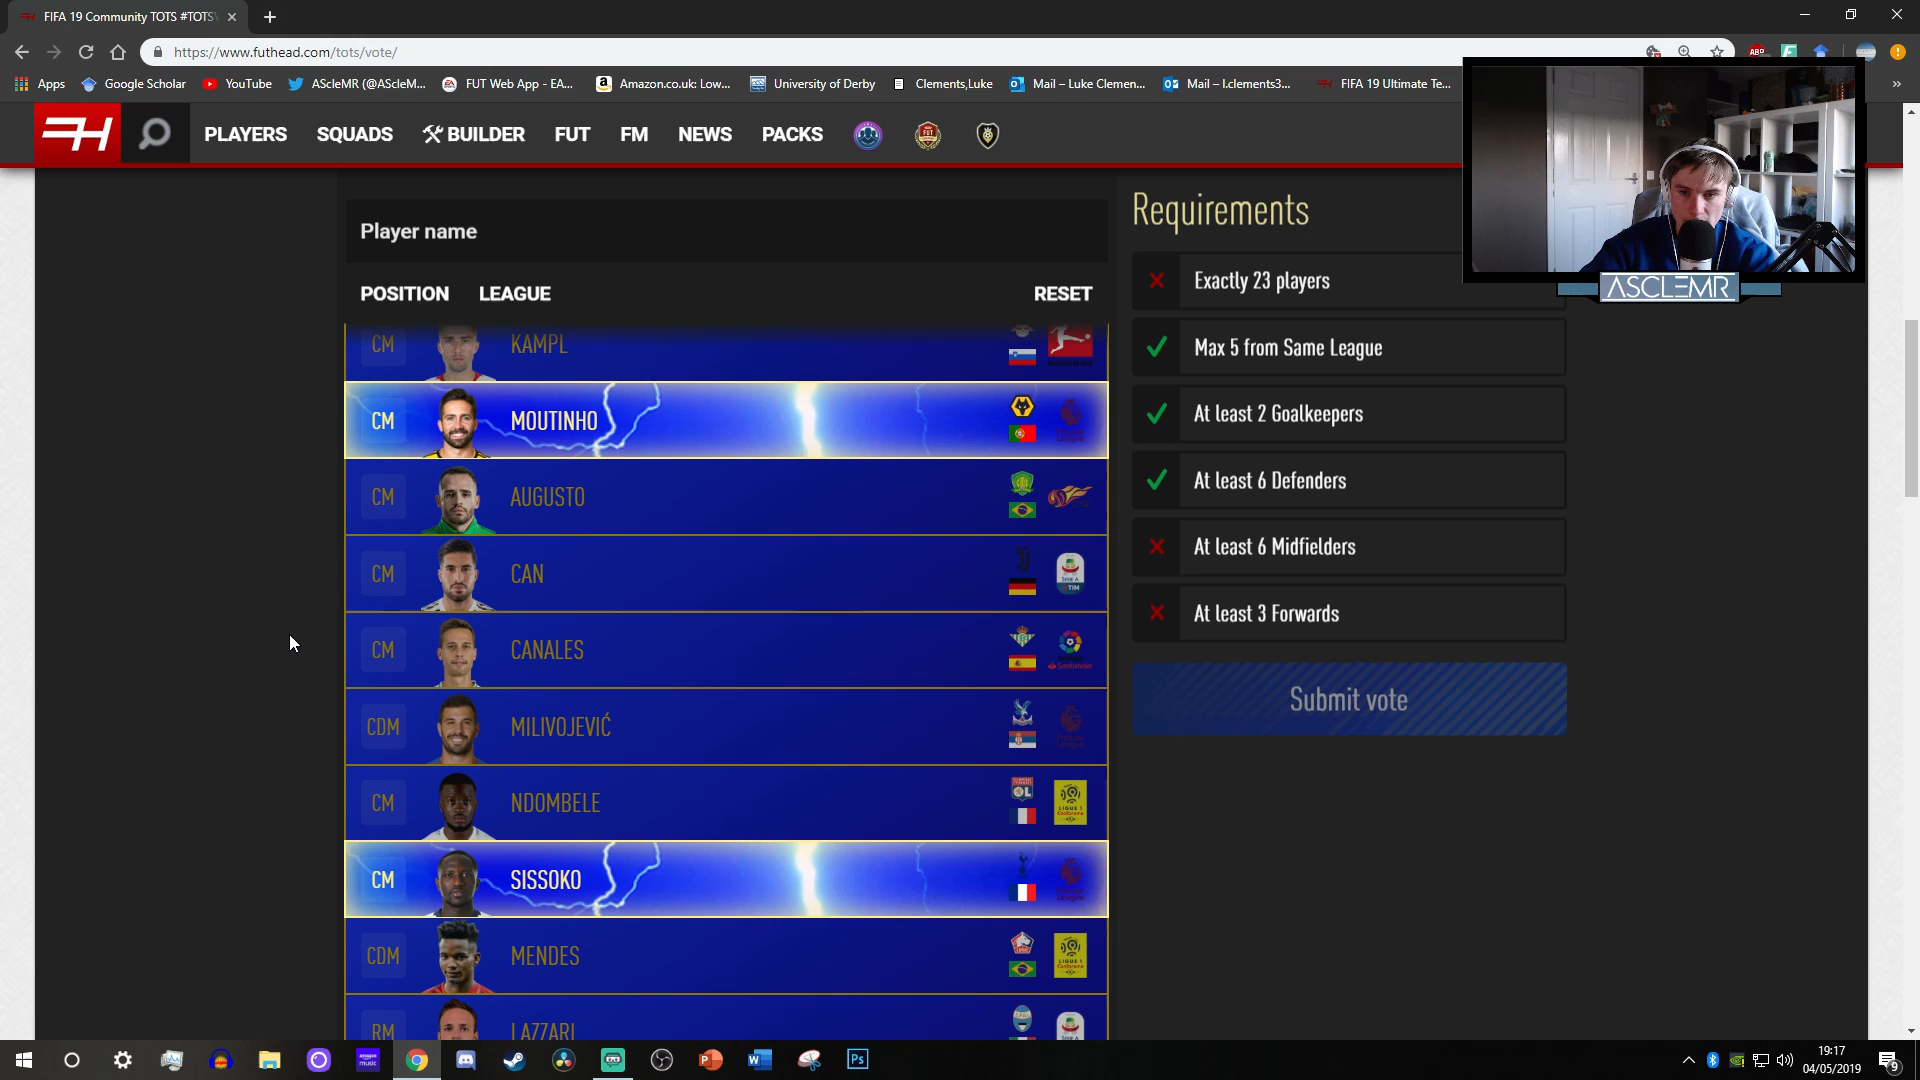 FIFA 19 Community TOTS #TOTS
https://www.futhead.com/tots/vote/
Apps
Google Scholar
YouTube
AScleMR (@AScleM...
FUT Web App - EA...
Amazon.co.uk: Low...
University of Derby
Clements,Luke
Mail – Luke Clemen...
Mail – l.clements3...
FIFA 19 Ultimate Te...
PLAYERS
SQUADS
BUILDER
FUT
FM
NEWS
PACKS
ASCLEMR
Player name
POSITION LEAGUE RESET
CM KAMPL
CM MOUTINHO
CM AUGUSTO
CM CAN
CM CANALES
CDM MILIVOJEVIĆ
CM NDOMBELE
CM SISSOKO
CDM MENDES
RM LAZZARI
Requirements
Exactly 23 players
Max 5 from Same League
At least 2 Goalkeepers
At least 6 Defenders
At least 6 Midfielders
At least 3 Forwards
Submit vote
19:17
04/05/2019